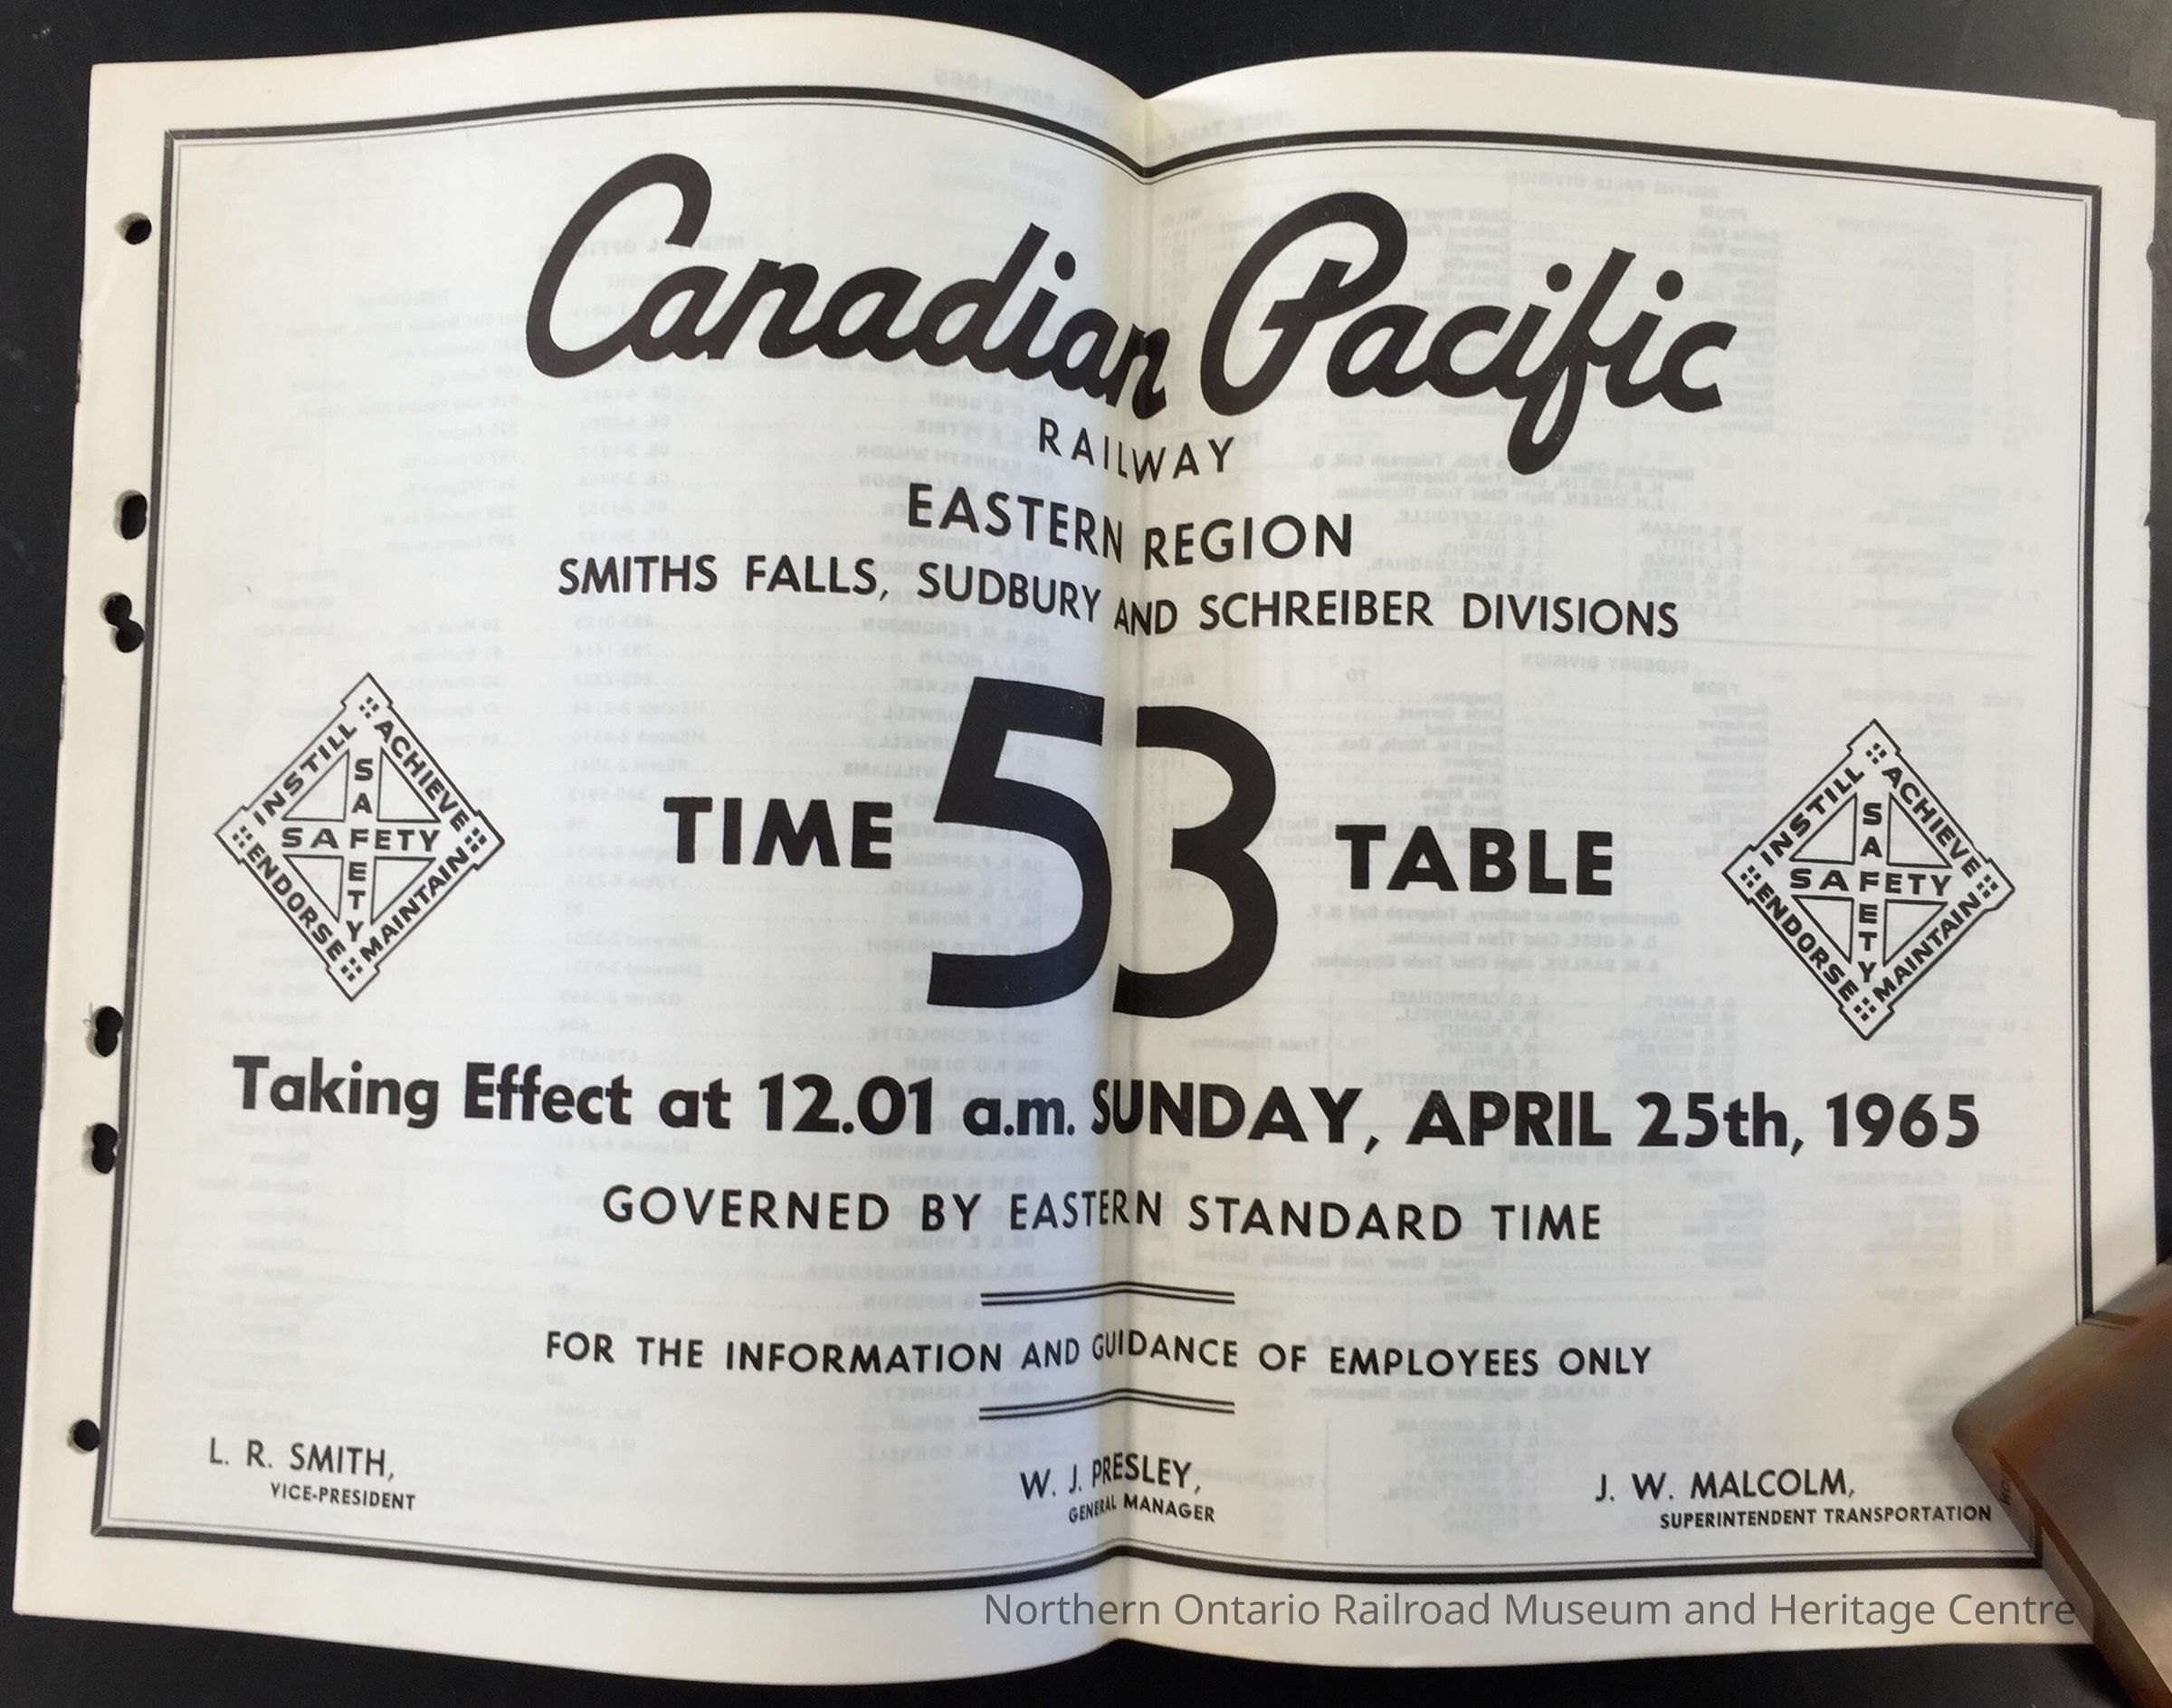 Canadian Pacific
RAILWAY
EASTERN REGION
SMITHS FALLS, SUDBURY AND SCHREIBER DIVISIONS
TIME 53 TABLE
INSTILL ACHIEVE
SAFETY
SAFETY
ENDORSE MAINTAIN
INSTILL ACHIEVE
SAFETY
SAFETY
ENDORSE MAINTAIN
Taking Effect at 12.01 a.m. SUNDAY, APRIL 25th, 1965
GOVERNED BY EASTERN STANDARD TIME
FOR THE INFORMATION AND GUIDANCE OF EMPLOYEES ONLY
L. R. SMITH,
VICE-PRESIDENT
W. J. PRESLEY,
GENERAL MANAGER
J. W. MALCOLM,
SUPERINTENDENT TRANSPORTATION
Northern Ontario Railroad Museum and Heritage Centre